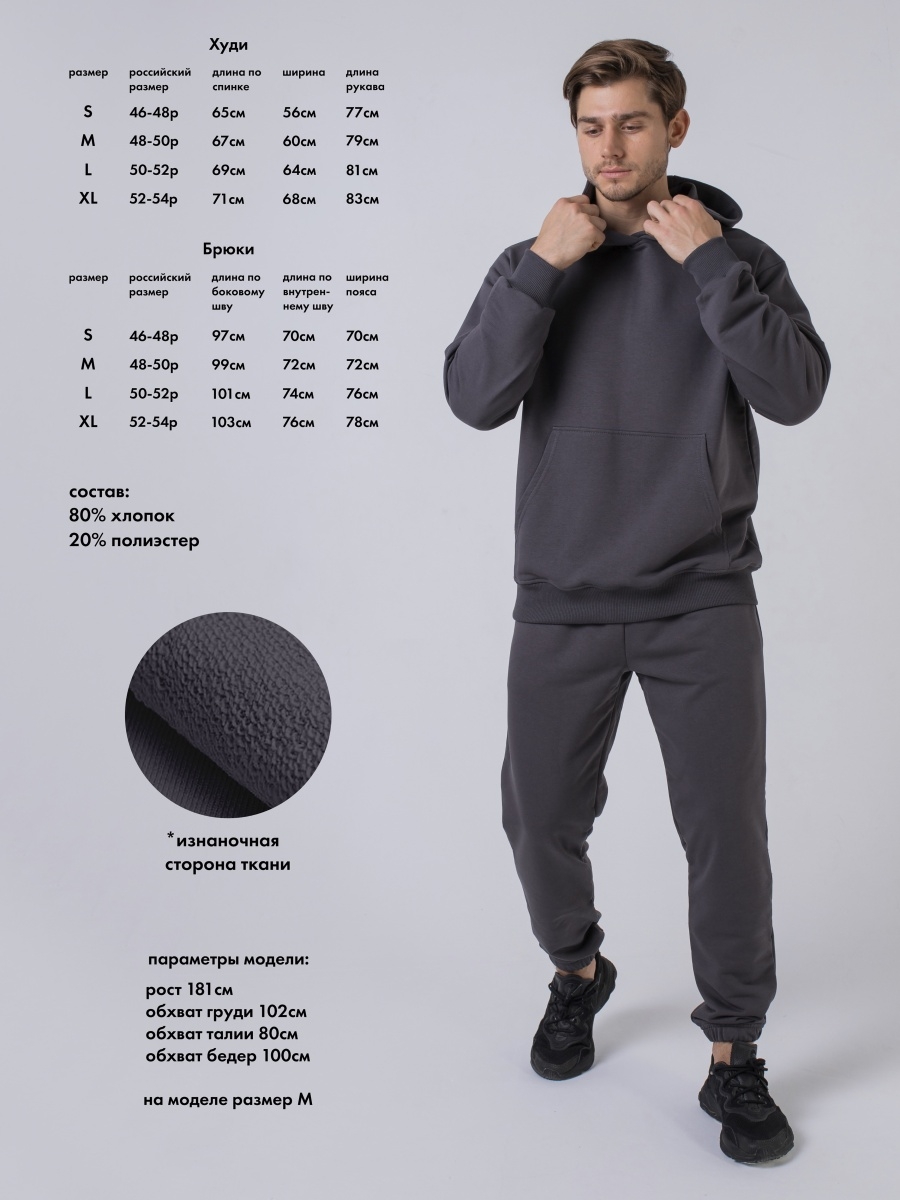 Худи
размер российский размер длина по спинке ширина длина рукава
S 46-48р 65см 56см 77см
M 48-50р 67см 60см 79см
L 50-52р 69см 64см 81см
XL 52-54р 71см 68см 83см
Брюки
размер российский размер длина по боковому шву длина по внутрен-нему шву ширина пояса
S 46-48р 97см 70см 70см
M 48-50р 99см 72см 72см
L 50-52р 101см 74см 76см
XL 52-54р 103см 76см 78см
состав:
80% хлопок
20% полиэстер
*изнаночная
сторона ткани
параметры модели:
рост 181см
обхват груди 102см
обхват талии 80см
обхват бедер 100см
на моделе размер М